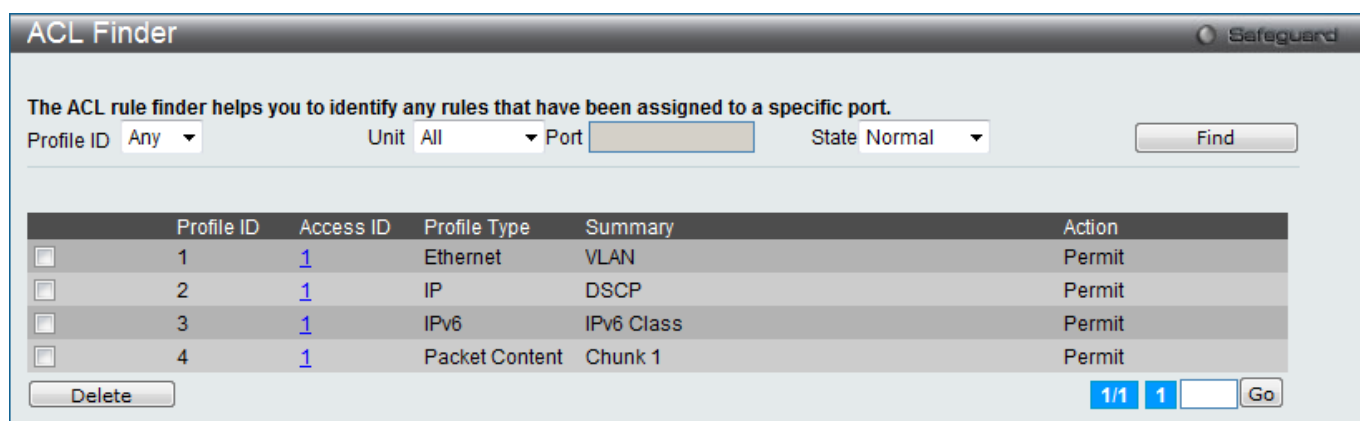 ACL Finder
Safeguard
The ACL rule finder helps you to identify any rules that have been assigned to a specific port.
Profile ID Any Unit All Port State Normal Find
Profile ID Access ID Profile Type Summary Action
1 1 Ethernet VLAN Permit
2 1 IP DSCP Permit
3 1 IPv6 IPv6 Class Permit
4 1 Packet Content Chunk 1 Permit
Delete 1/1 1 Go